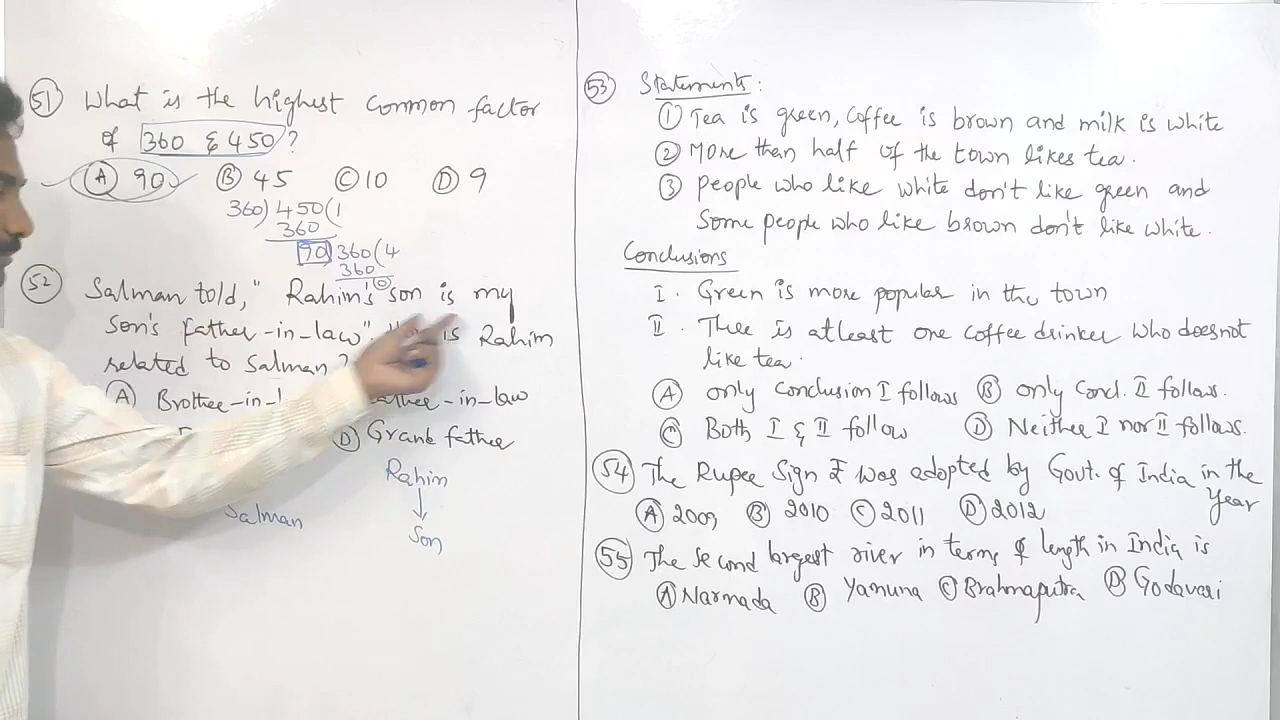 51 What is the highest common factor
of 360 & 450?
A 90 B 45 C 10 D 9
360) 450 (1
360
90) 360 (4
360
0
52 Salman told," Rahim's son is my
son's father-in-law". is Rahim
related to Salman?
A Brother-in- father-in-law
D Grank father
Rahim
Salman
Son
53 Statements:
1 Tea is green, coffee is brown and milk is white
2 More than half of the town likes tea.
3 people who like white don't like green and
Some people who like brown don't like white.
Conclusions
I. Green is more popular in the town
II. There is atleast one coffee drinker who doesnot
like tea.
A only conclusion I follows B only Concl. II follows.
C Both I & II follow D Neither I nor II follows.
54 The Rupee Sign ₹ was adopted by Govt. of India in the
Year
A 2009 B 2010 C 2011 D 2012
55 The second largest river in terms of length in India is
A Narmada B Yamuna C Brahmaputra D Godavari